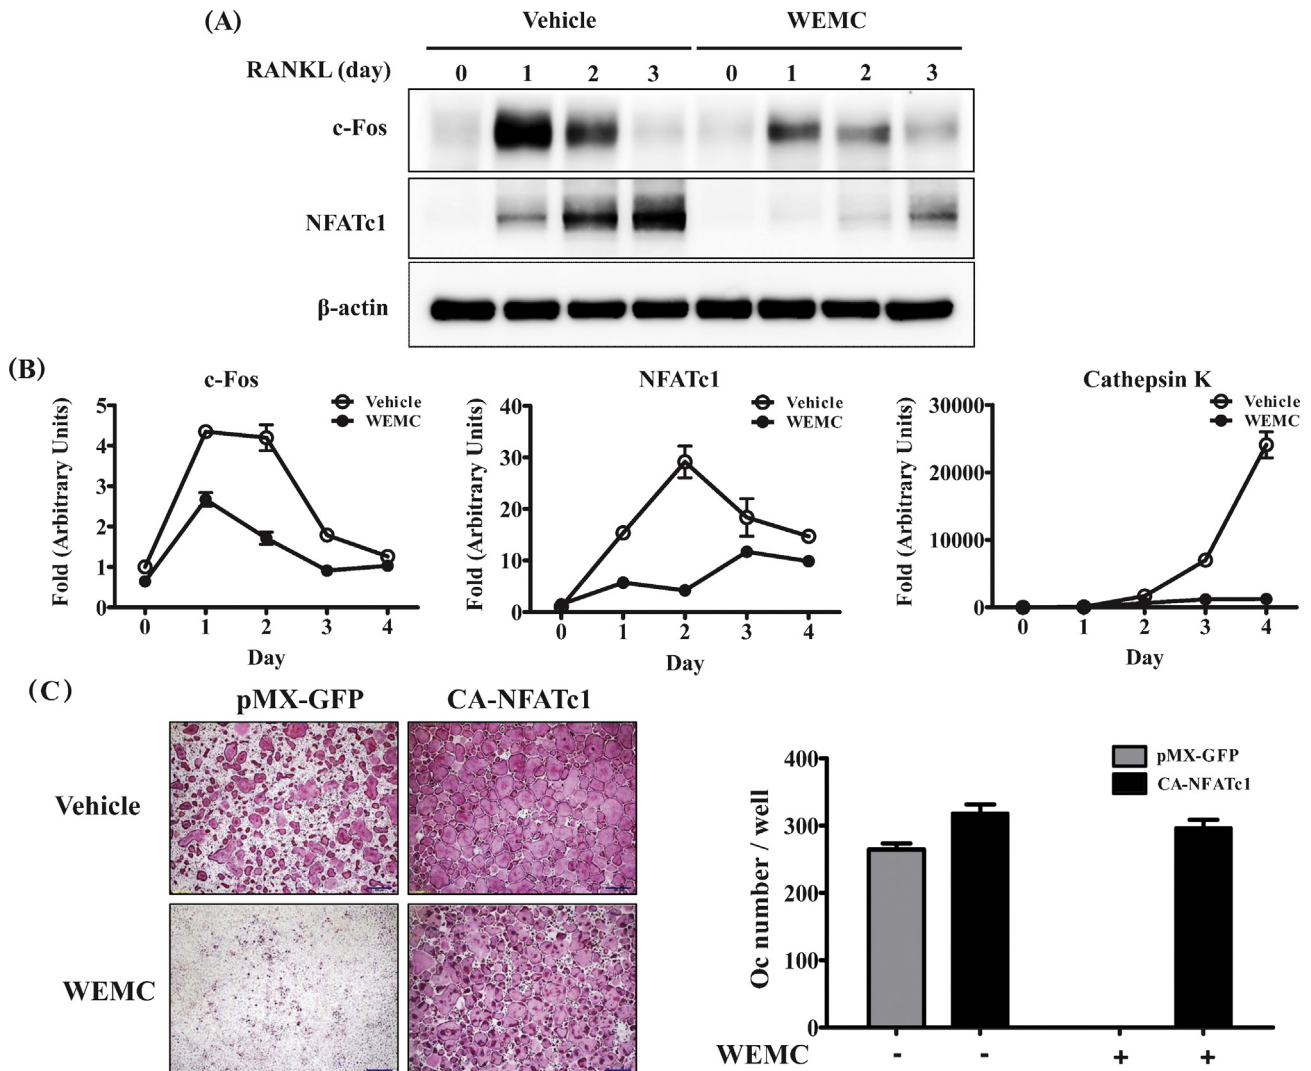 (A)
Vehicle WEMC
RANKL (day) 0 1 2 3 0 1 2 3
c-Fos
NFATc1
β-actin
(B)
c-Fos
Fold (Arbitrary Units)
5
4
3
2
1
0
Vehicle
WEMC
0 1 2 3 4
Day
NFATc1
Fold (Arbitrary Units)
40
30
20
10
0
Vehicle
WEMC
0 1 2 3 4
Day
Cathepsin K
Fold (Arbitrary Units)
30000
20000
10000
0
Vehicle
WEMC
0 1 2 3 4
Day
(C)
pMX-GFP CA-NFATc1
Vehicle
WEMC
Oc number / well
400
300
200
100
0
pMX-GFP
CA-NFATc1
WEMC - - + +